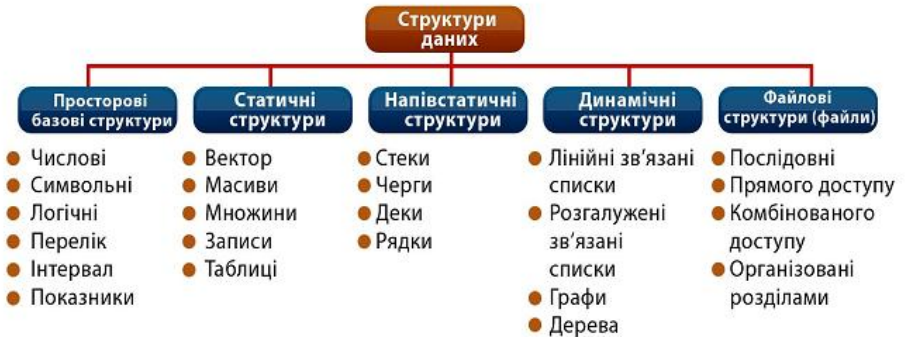 Структури
даних
Просторові
базові структури
Числові
Символьні
Логічні
Перелік
Інтервал
Показники
Статичні
структури
Вектор
Масиви
Множини
Записи
Таблиці
Напівстатичні
структури
Стеки
Черги
Деки
Рядки
Динамічні
структури
Лінійні зв'язані
списки
Розгалужені
зв'язані
списки
Графи
Дерева
Файлові
структури (файли)
Послідовні
Прямого доступу
Комбінованого
доступу
Організовані
розділами